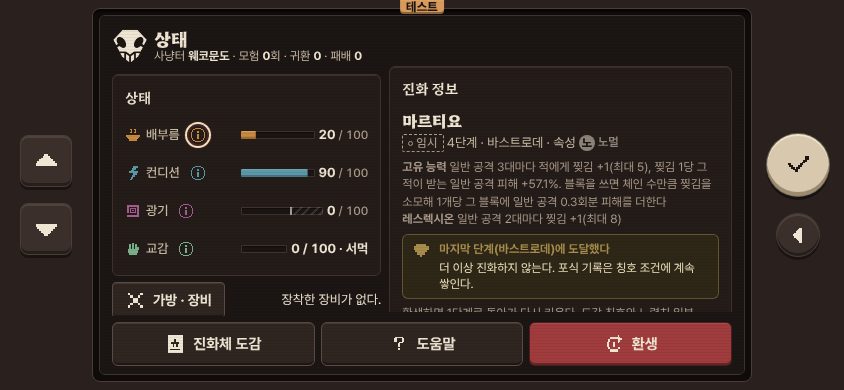 테스트
상태
사냥터 웨코문도 · 모험 0회 · 귀환 0 · 패배 0
상태
배부름 20 / 100
컨디션 90 / 100
광기 0 / 100
교감 0 / 100 · 서먹
가방 · 장비
장착한 장비가 없다.
진화 정보
마르티요
임시 4단계 · 바스트로데 · 속성 노 노멀
고유 능력 일반 공격 3대마다 적에게 찢김 +1(최대 5), 찢김 1당 그
적이 받는 일반 공격 피해 +57.1%. 블록을 쓰면 체인 수만큼 찢김을
소모해 1개당 그 블록에 일반 공격 0.3회분 피해를 더한다
레스렉시온 일반 공격 2대마다 찢김 +1(최대 8)
마지막 단계(바스트로데)에 도달했다
더 이상 진화하지 않는다. 포식 기록은 칭호 조건에 계속
쌓인다.
진화체 도감
? 도움말
환생